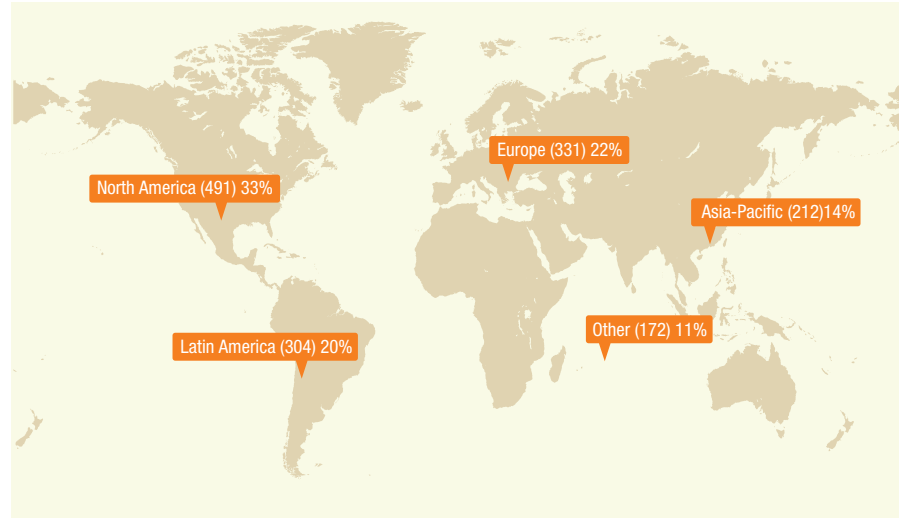 Europe (331) 22%
North America (491) 33%
Asia-Pacific (212)14%
Other (172) 11%
Latin America (304) 20%